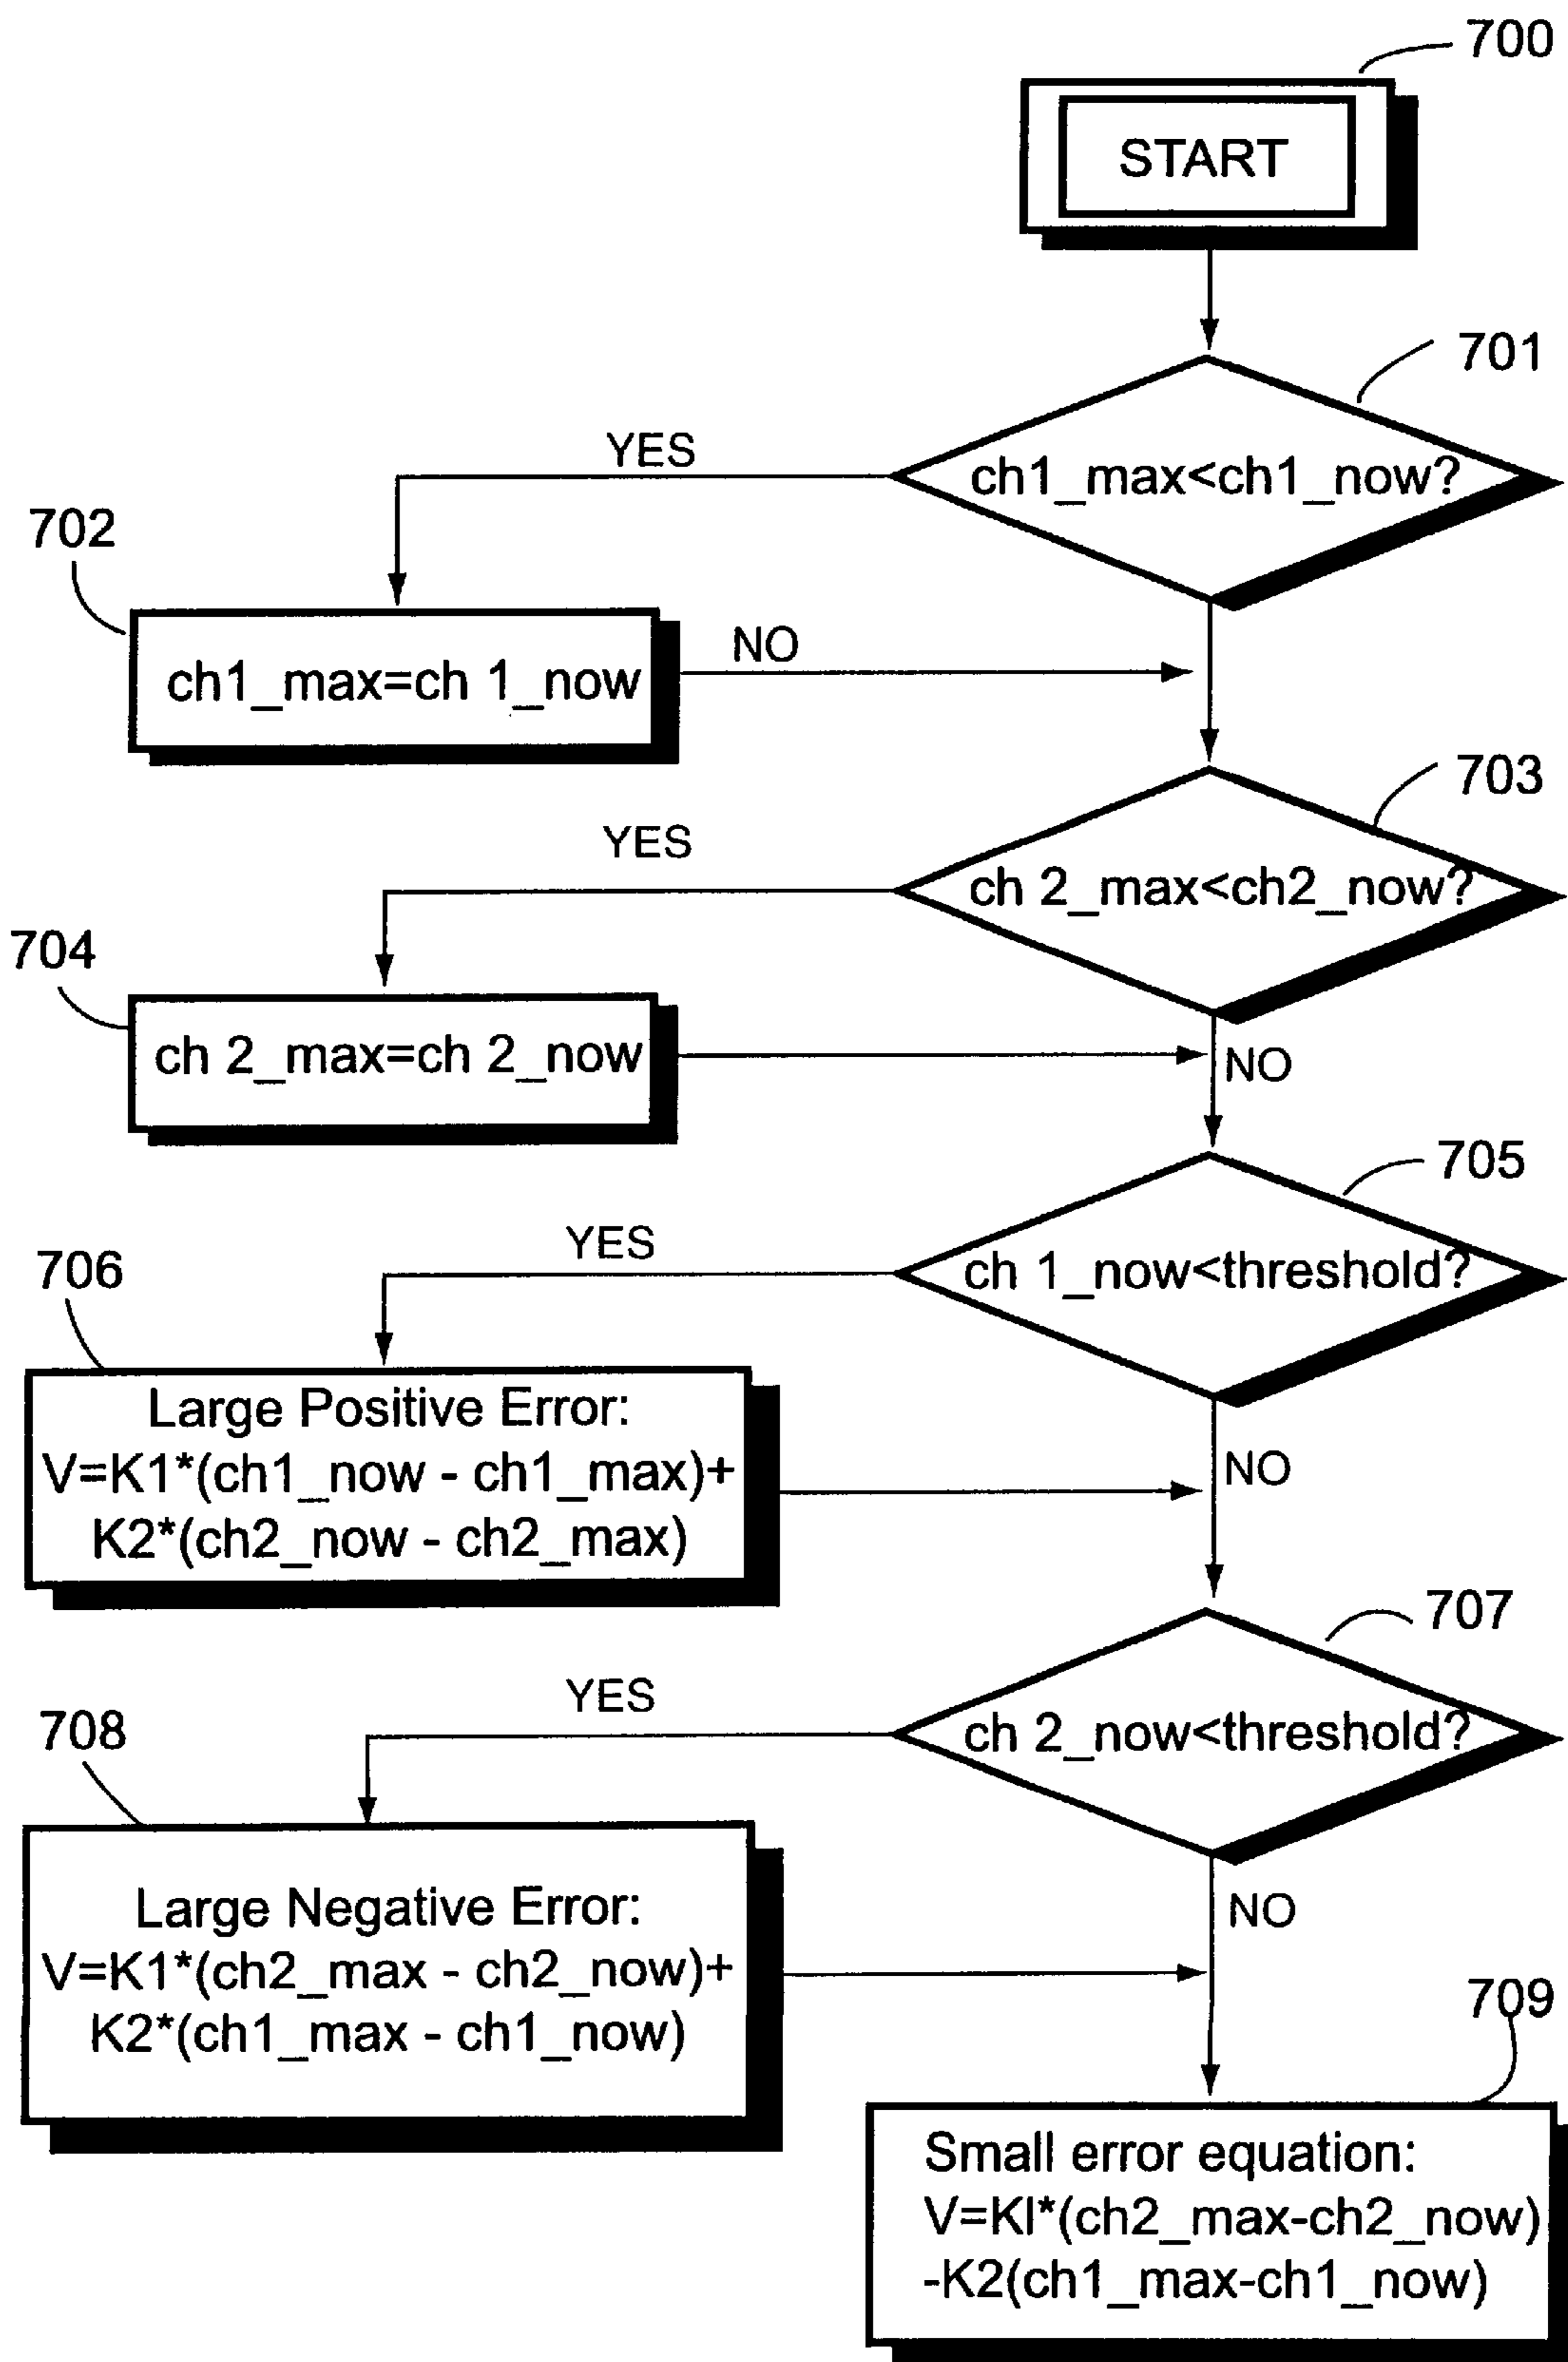 700
START
701
ch1_max<ch1_now?
YES
702
ch1_max=ch 1_now
NO
703
ch 2_max<ch2_now?
YES
704
ch 2_max=ch 2_now
NO
705
ch 1_now<threshold?
YES
706
Large Positive Error:
V=K1*(ch1_now - ch1_max)+
K2*(ch2_now - ch2_max)
NO
707
ch 2_now<threshold?
YES
708
Large Negative Error:
V=K1*(ch2_max - ch2_now)+
K2*(ch1_max - ch1_now)
NO
709
Small error equation:
V=KI*(ch2_max-ch2_now)
-K2(ch1_max-ch1_now)